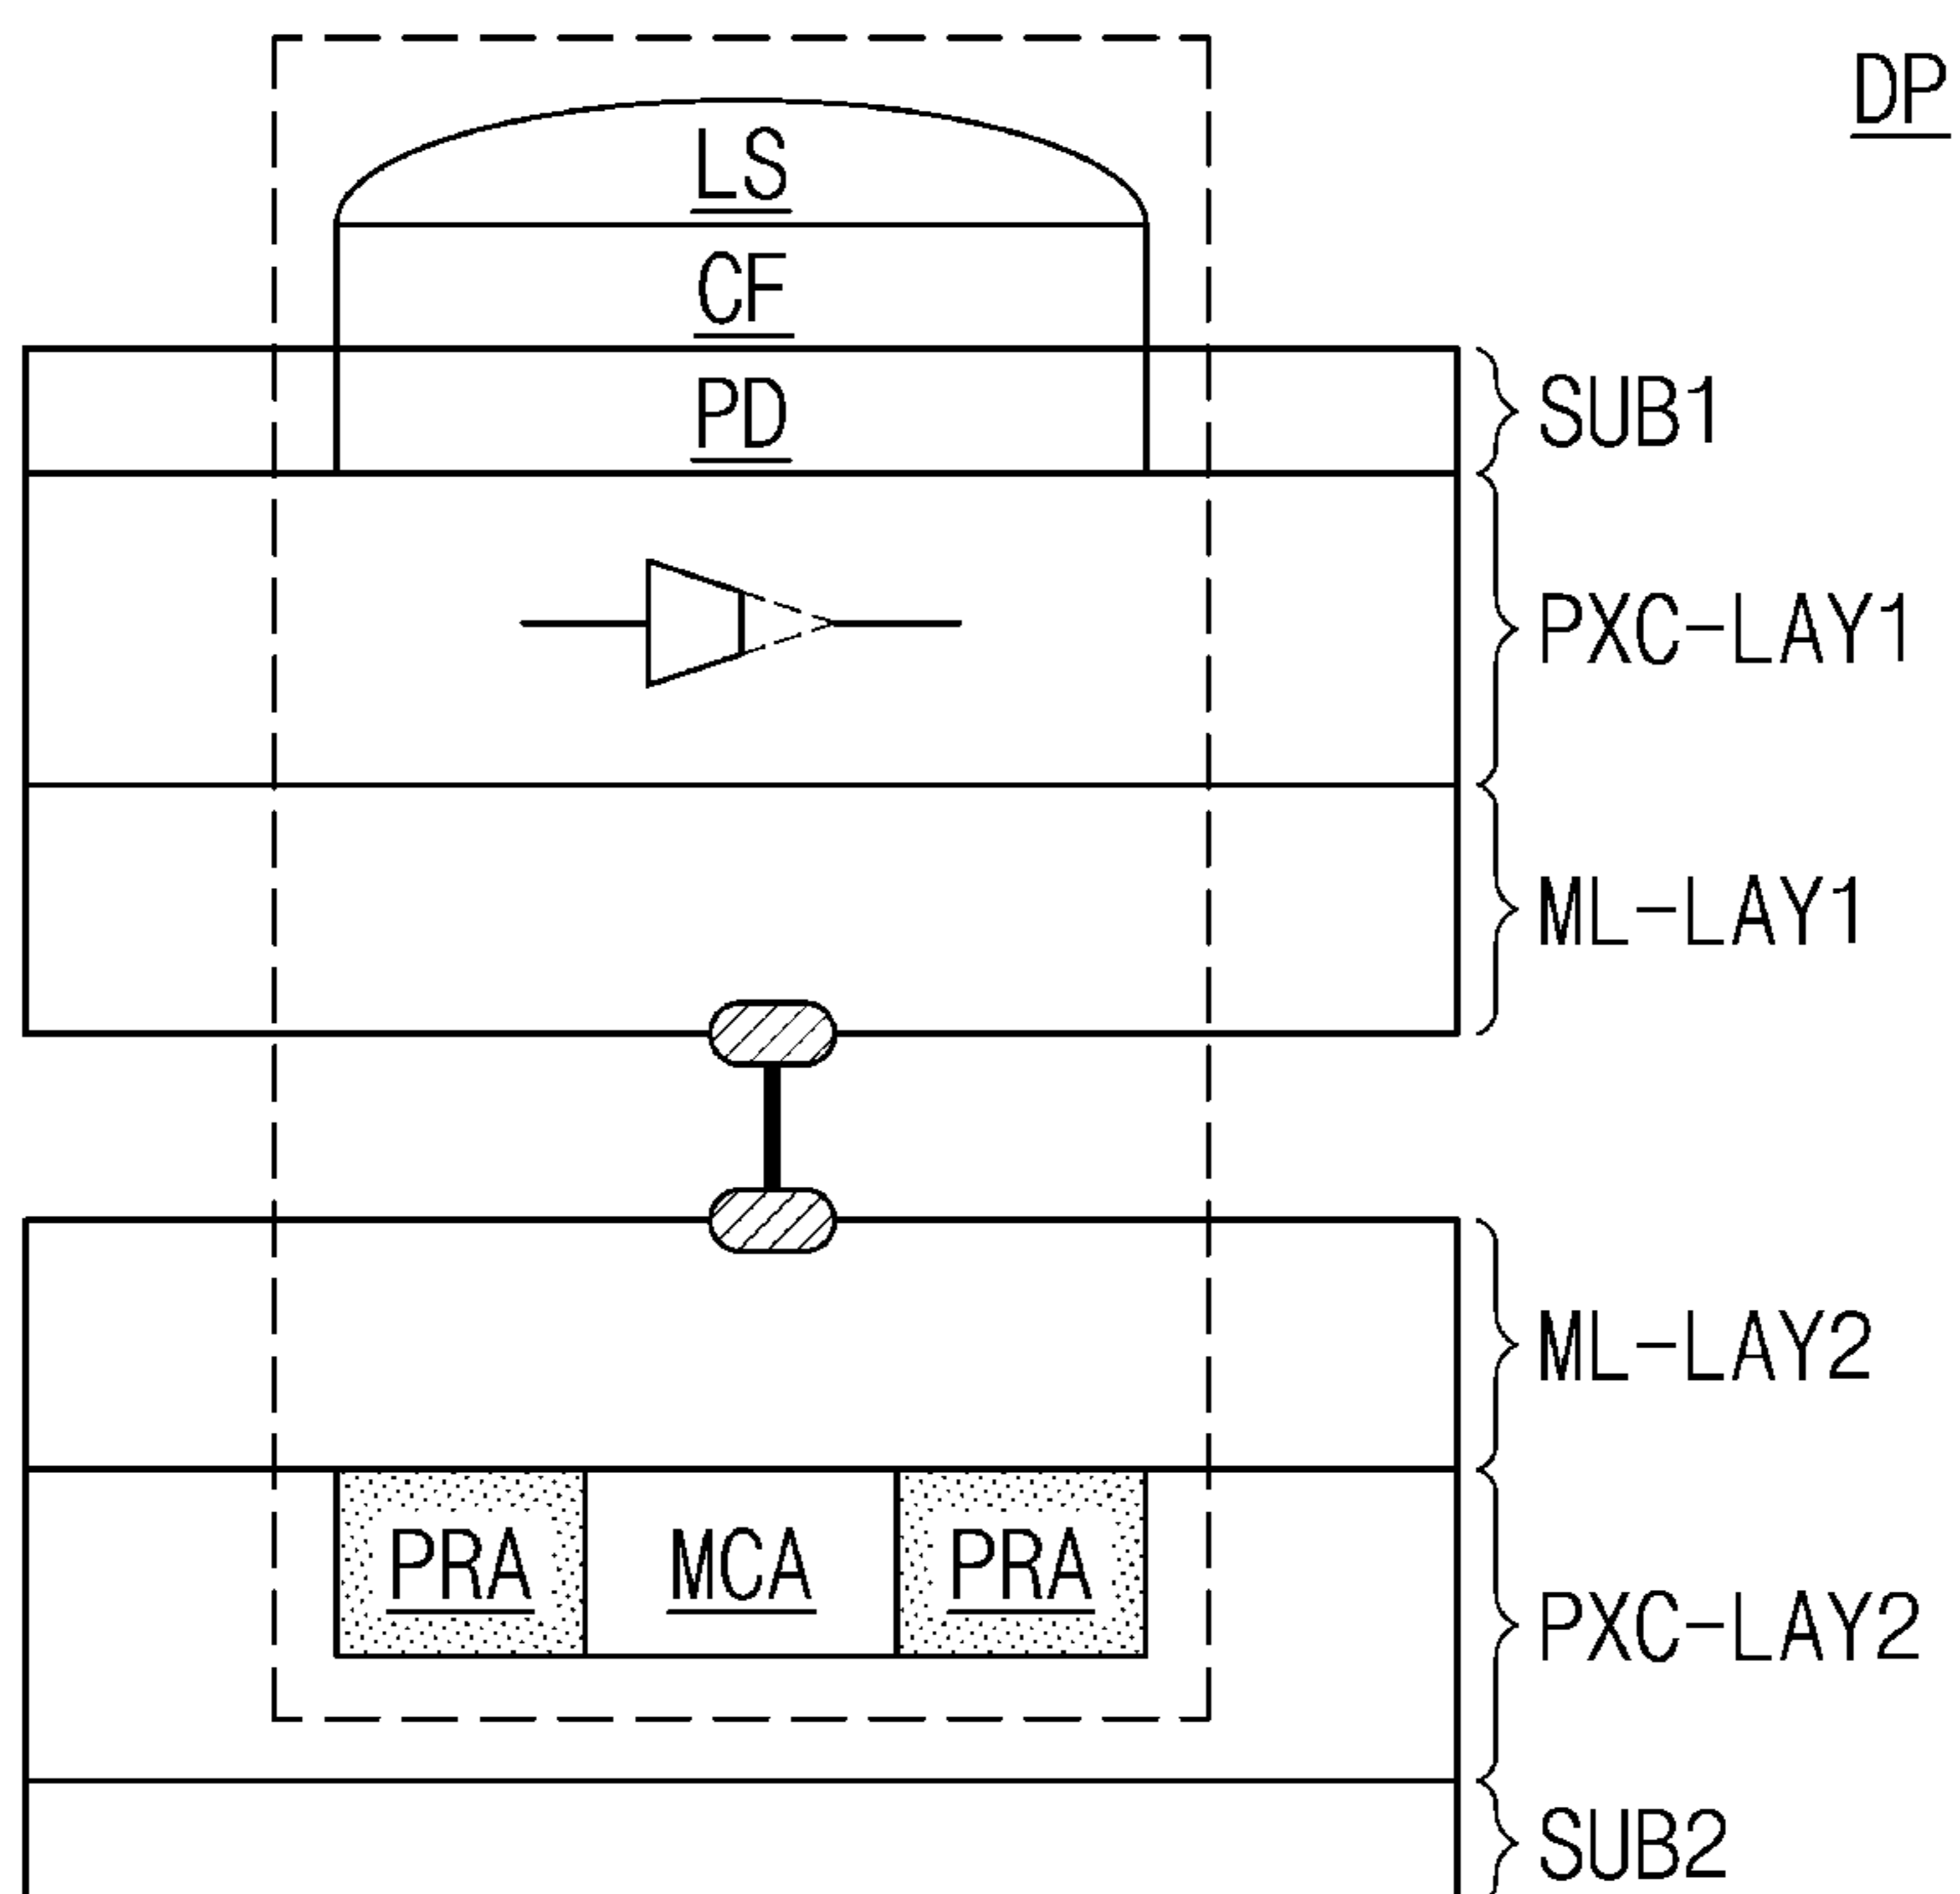 DP
LS
CF
PD
SUB1
PXC-LAY1
ML-LAY1
ML-LAY2
PRA MCA PRA
PXC-LAY2
SUB2